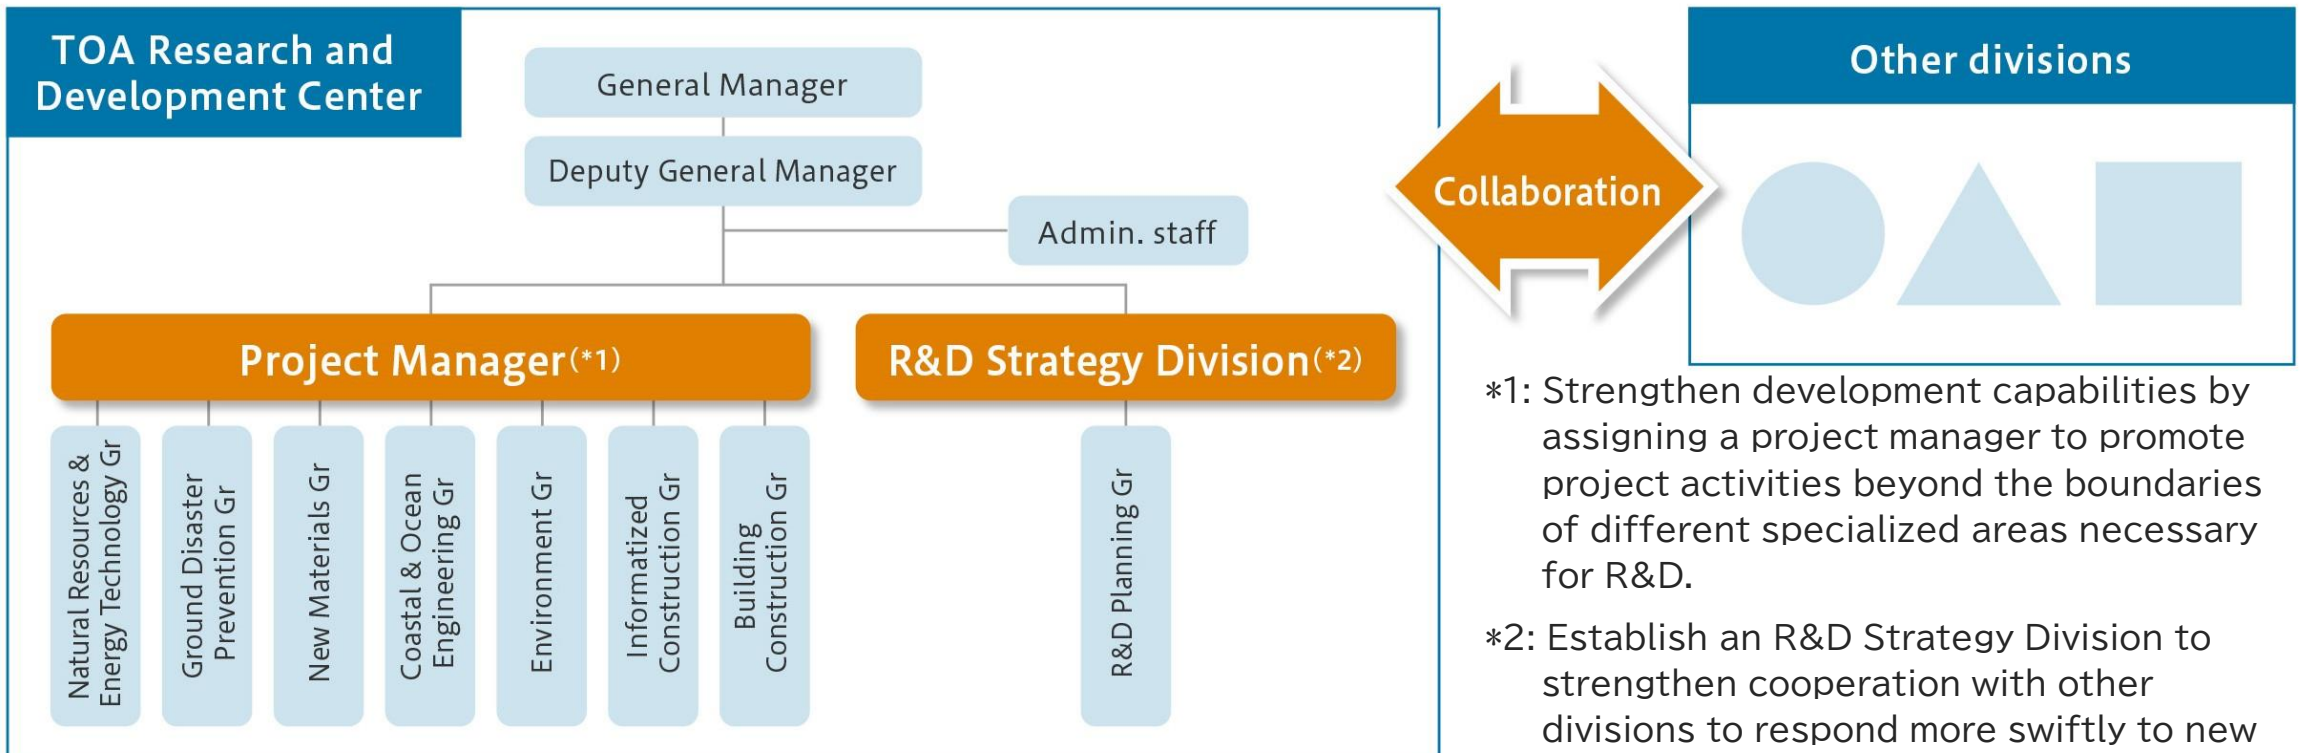 TOA Research and
Development Center
General Manager
Deputy General Manager
Admin. staff
Project Manager(*1)
R&D Strategy Division(*2)
Natural Resources &
Energy Technology Gr
Ground Disaster
Prevention Gr
New Materials Gr
Coastal & Ocean
Engineering Gr
Environment Gr
Informatized
Construction Gr
Building
Construction Gr
R&D Planning Gr
Collaboration
Other divisions
*1: Strengthen development capabilities by
assigning a project manager to promote
project activities beyond the boundaries
of different specialized areas necessary
for R&D.
*2: Establish an R&D Strategy Division to
strengthen cooperation with other
divisions to respond more swiftly to new